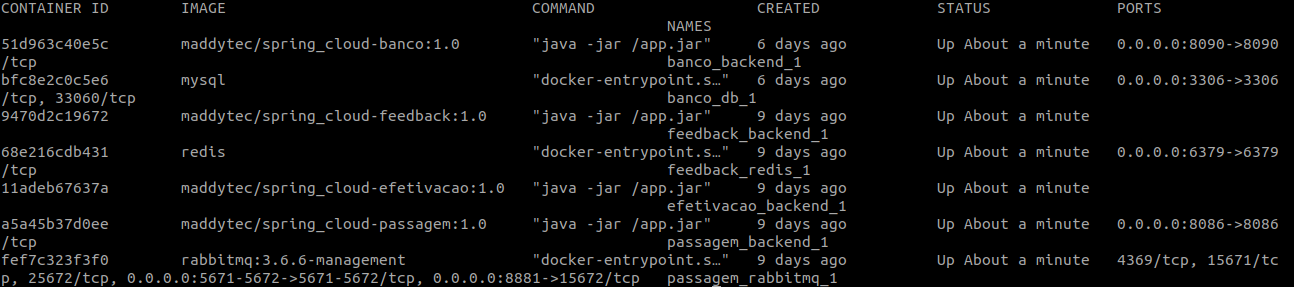 CONTAINER ID IMAGE COMMAND CREATED STATUS PORTS
NAMES
51d963c40e5c maddytec/spring_cloud-banco:1.0 "java -jar /app.jar" 6 days ago Up About a minute 0.0.0.0:8090->8090
/tcp banco_backend_1
bfc8e2c0c5e6 mysql "docker-entrypoint.s…" 6 days ago Up About a minute 0.0.0.0:3306->3306
/tcp, 33060/tcp banco_db_1
9470d2c19672 maddytec/spring_cloud-feedback:1.0 "java -jar /app.jar" 9 days ago Up About a minute
feedback_backend_1
68e216cdb431 redis "docker-entrypoint.s…" 9 days ago Up About a minute 0.0.0.0:6379->6379
/tcp feedback_redis_1
11adeb67637a maddytec/spring_cloud-efetivacao:1.0 "java -jar /app.jar" 9 days ago Up About a minute
efetivacao_backend_1
a5a45b37d0ee maddytec/spring_cloud-passagem:1.0 "java -jar /app.jar" 9 days ago Up About a minute 0.0.0.0:8086->8086
/tcp passagem_backend_1
fef7c323f3f0 rabbitmq:3.6.6-management "docker-entrypoint.s…" 9 days ago Up About a minute 4369/tcp, 15671/tc
p, 25672/tcp, 0.0.0.0:5671-5672->5671-5672/tcp, 0.0.0.0:8881->15672/tcp passagem_rabbitmq_1